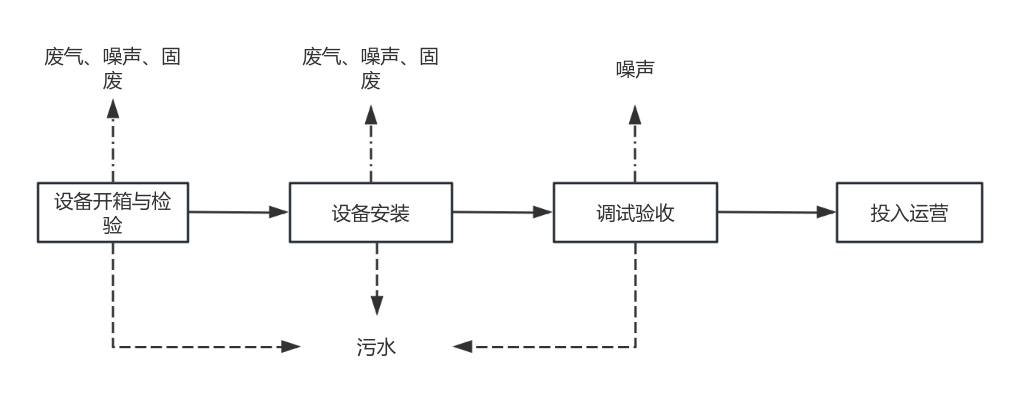 废气、噪声、固
废
废气、噪声、固
废
噪声
设备开箱与检
验
设备安装
调试验收
投入运营
污水